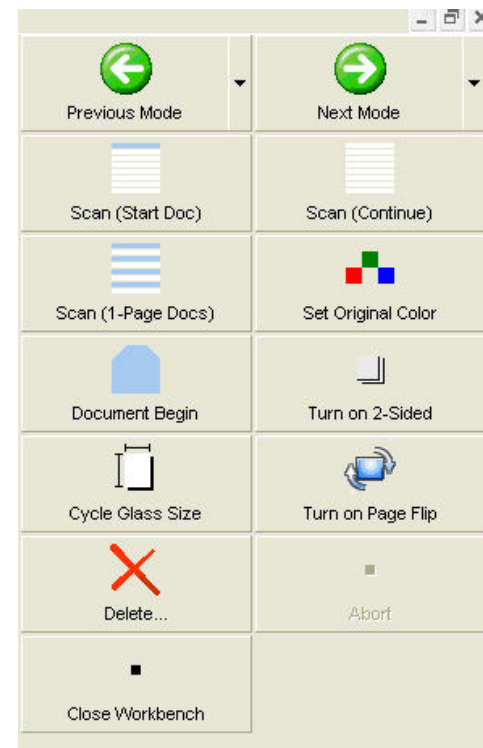 Previous Mode
Next Mode
Scan (Start Doc)
Scan (Continue)
Scan (1-Page Docs)
Set Original Color
Document Begin
Turn on 2-Sided
Cycle Glass Size
Turn on Page Flip
Delete...
Abort
Close Workbench